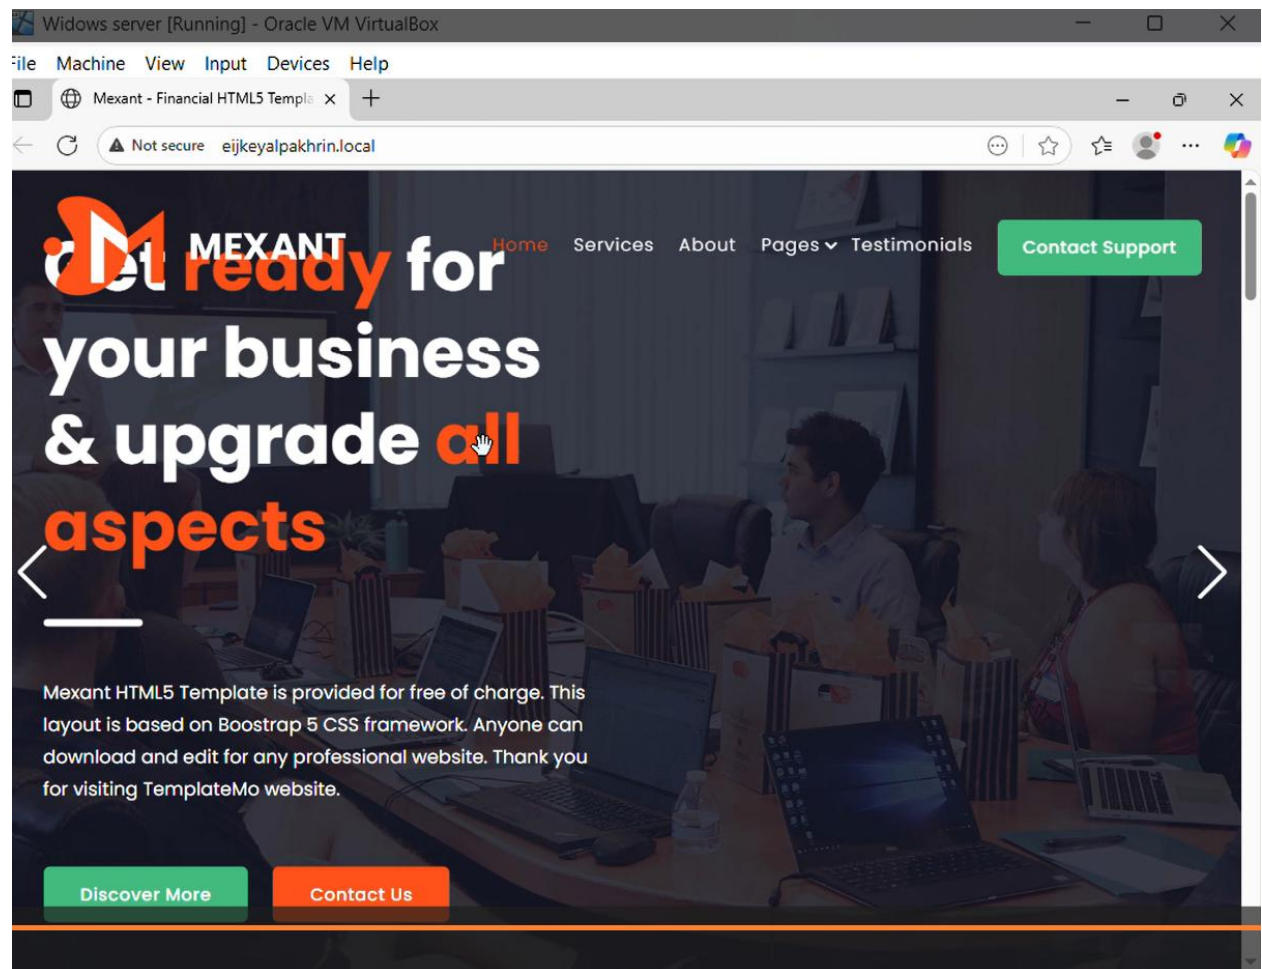 Widows server [Running] - Oracle VM VirtualBox
File Machine View Input Devices Help
Mexant - Financial HTML5 Templa
Not secure eijkeyalpakhrin.local
MEXANT
Home Services About Pages Testimonials Contact Support
Get ready for
your business
& upgrade all
aspects
Mexant HTML5 Template is provided for free of charge. This
layout is based on Boostrap 5 CSS framework. Anyone can
download and edit for any professional website. Thank you
for visiting TemplateMo website.
Discover More Contact Us